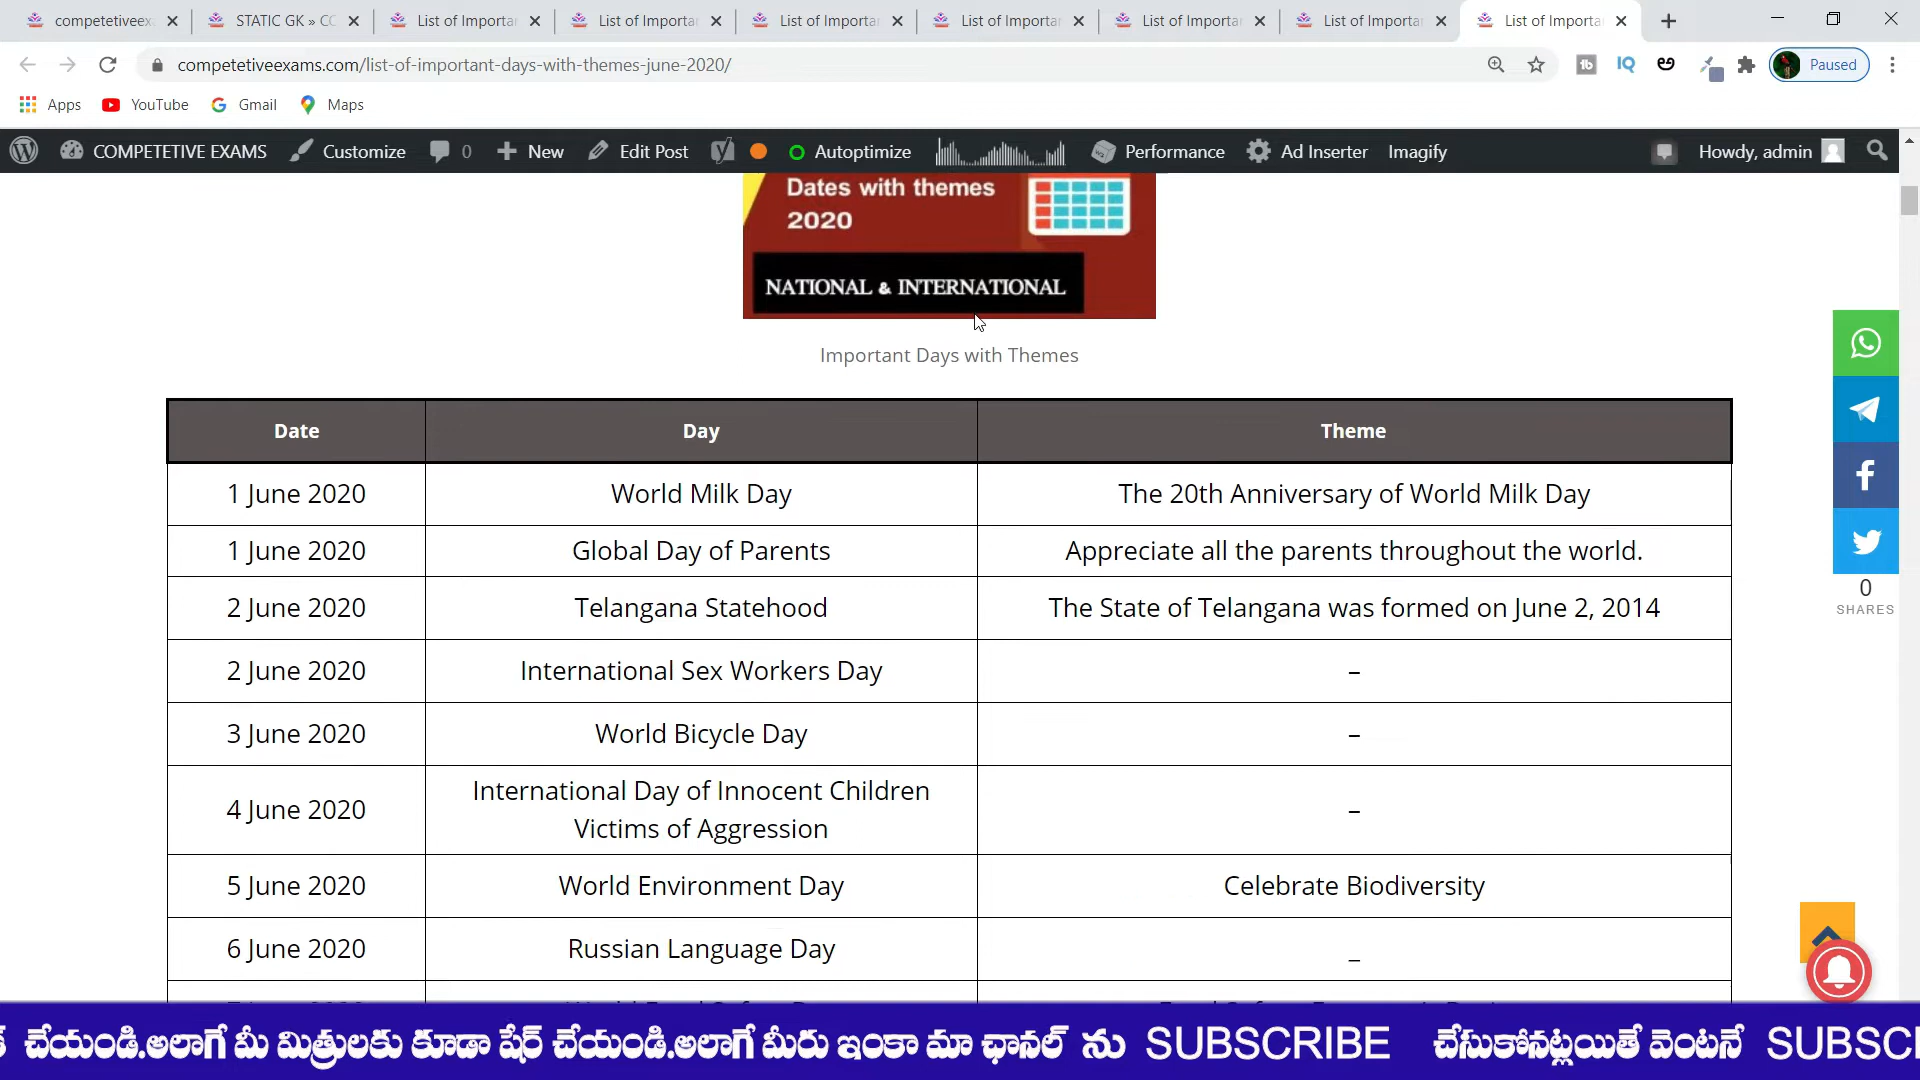 competetiveex
STATIC GK » CC
List of Importa
List of Importa
List of Importa
List of Importa
List of Importa
List of Importa
List of Importa
competetiveexams.com/list-of-important-days-with-themes-june-2020/
Paused
Apps YouTube Gmail Maps
COMPETETIVE EXAMS Customize 0 New Edit Post Autoptimize Performance Ad Inserter Imagify Howdy, admin
Dates with themes
2020
NATIONAL & INTERNATIONAL
Important Days with Themes
Date Day Theme
1 June 2020 World Milk Day The 20th Anniversary of World Milk Day
1 June 2020 Global Day of Parents Appreciate all the parents throughout the world.
2 June 2020 Telangana Statehood The State of Telangana was formed on June 2, 2014
2 June 2020 International Sex Workers Day –
3 June 2020 World Bicycle Day –
4 June 2020 International Day of Innocent Children
Victims of Aggression –
5 June 2020 World Environment Day Celebrate Biodiversity
6 June 2020 Russian Language Day _
0
SHARES
చేయండి.అలాగే మీ మిత్రులకు కూడా షేర్ చేయండి.అలాగే మీరు ఇంకా మా ఛానల్ ను SUBSCRIBE చేసుకోనట్లయితే వెంటనే SUBSC